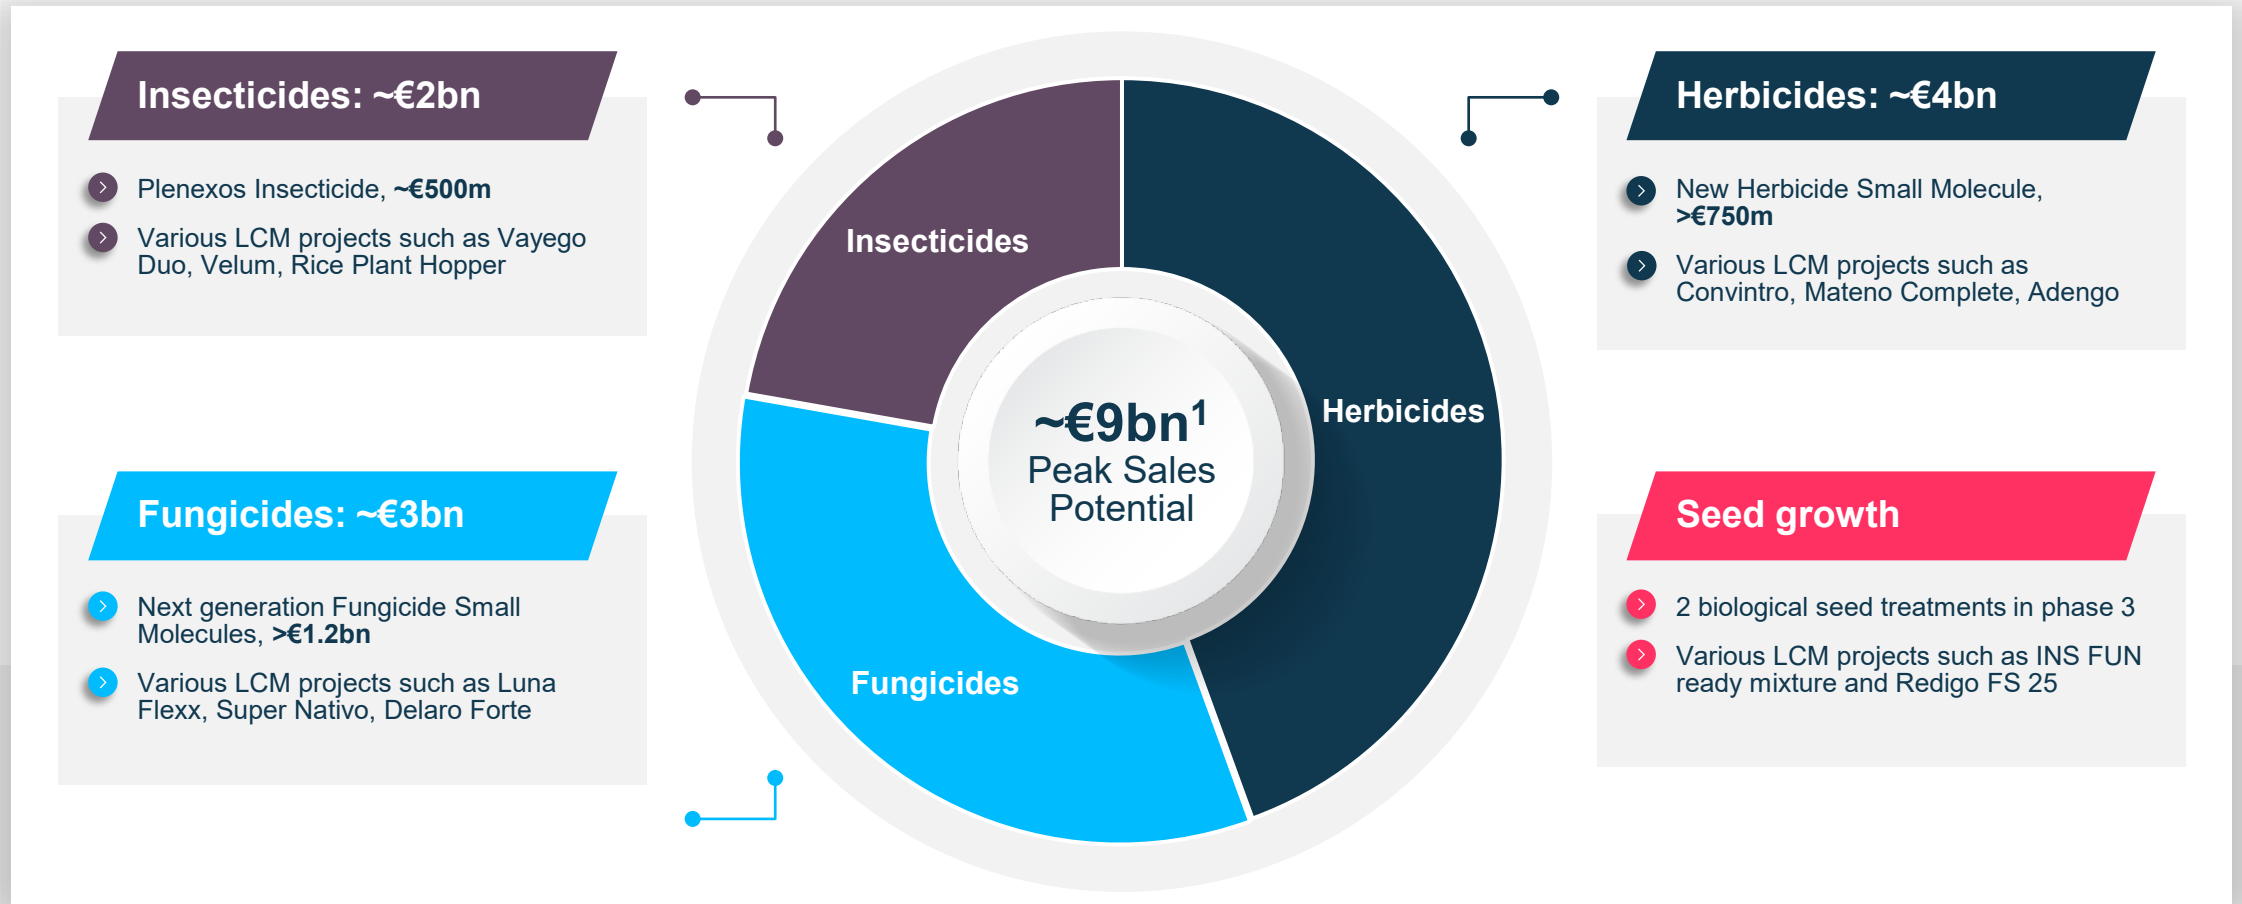 Insecticides: ~€2bn
Plenexos Insecticide, ~€500m
Various LCM projects such as Vayego
Duo, Velum, Rice Plant Hopper
Fungicides: ~€3bn
Next generation Fungicide Small
Molecules, >€1.2bn
Various LCM projects such as Luna
Flexx, Super Nativo, Delaro Forte
Insecticides
Herbicides
Fungicides
~€9bn¹
Peak Sales
Potential
Herbicides: ~€4bn
New Herbicide Small Molecule,
>€750m
Various LCM projects such as
Convintro, Mateno Complete, Adengo
Seed growth
2 biological seed treatments in phase 3
Various LCM projects such as INS FUN
ready mixture and Redigo FS 25